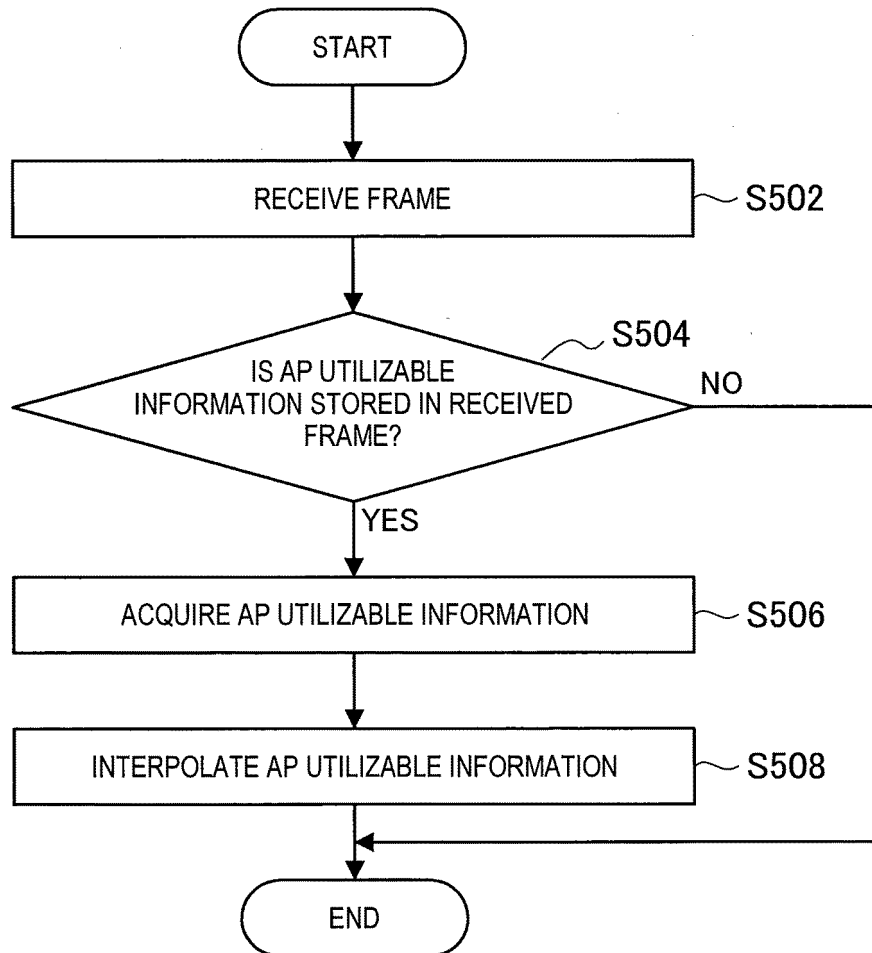 START
RECEIVE FRAME
S502
S504
IS AP UTILIZABLE
INFORMATION STORED IN RECEIVED
FRAME?
NO
YES
ACQUIRE AP UTILIZABLE INFORMATION
S506
INTERPOLATE AP UTILIZABLE INFORMATION
S508
END